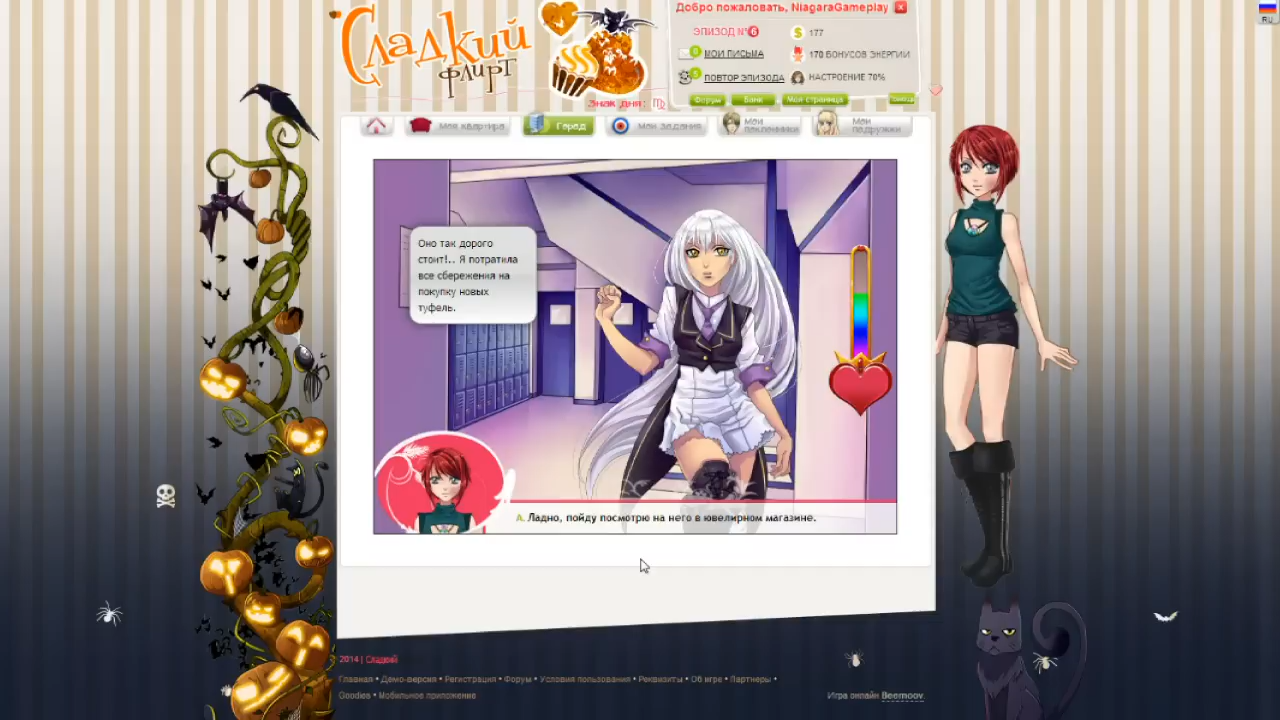 Сладкий
флирт
Знак дня:
Добро пожаловать, NiagaraGameplay
ЭПИЗОД №6
177
МОИ ПИСЬМА
170 БОНУСОВ ЭНЕРГИИ
ПОВТОР ЭПИЗОДА
НАСТРОЕНИЕ 70%
Форум
Банк
Моя страница
RU
Моя квартира
Город
Мои задания
Мои
поклонники
Мои
подружки
Оно так дорого
стоит!.. Я потратила
все сбережения на
покупку новых
туфель.
A. Ладно, пойду посмотрю на него в ювелирном магазине.
2014 | Сладкий
Главная • Демо-версия • Регистрация • Форум • Условия пользования • Реквизиты • Об игре • Партнеры •
Goodies • Мобильное приложение
Игра онлайн Beemoov.